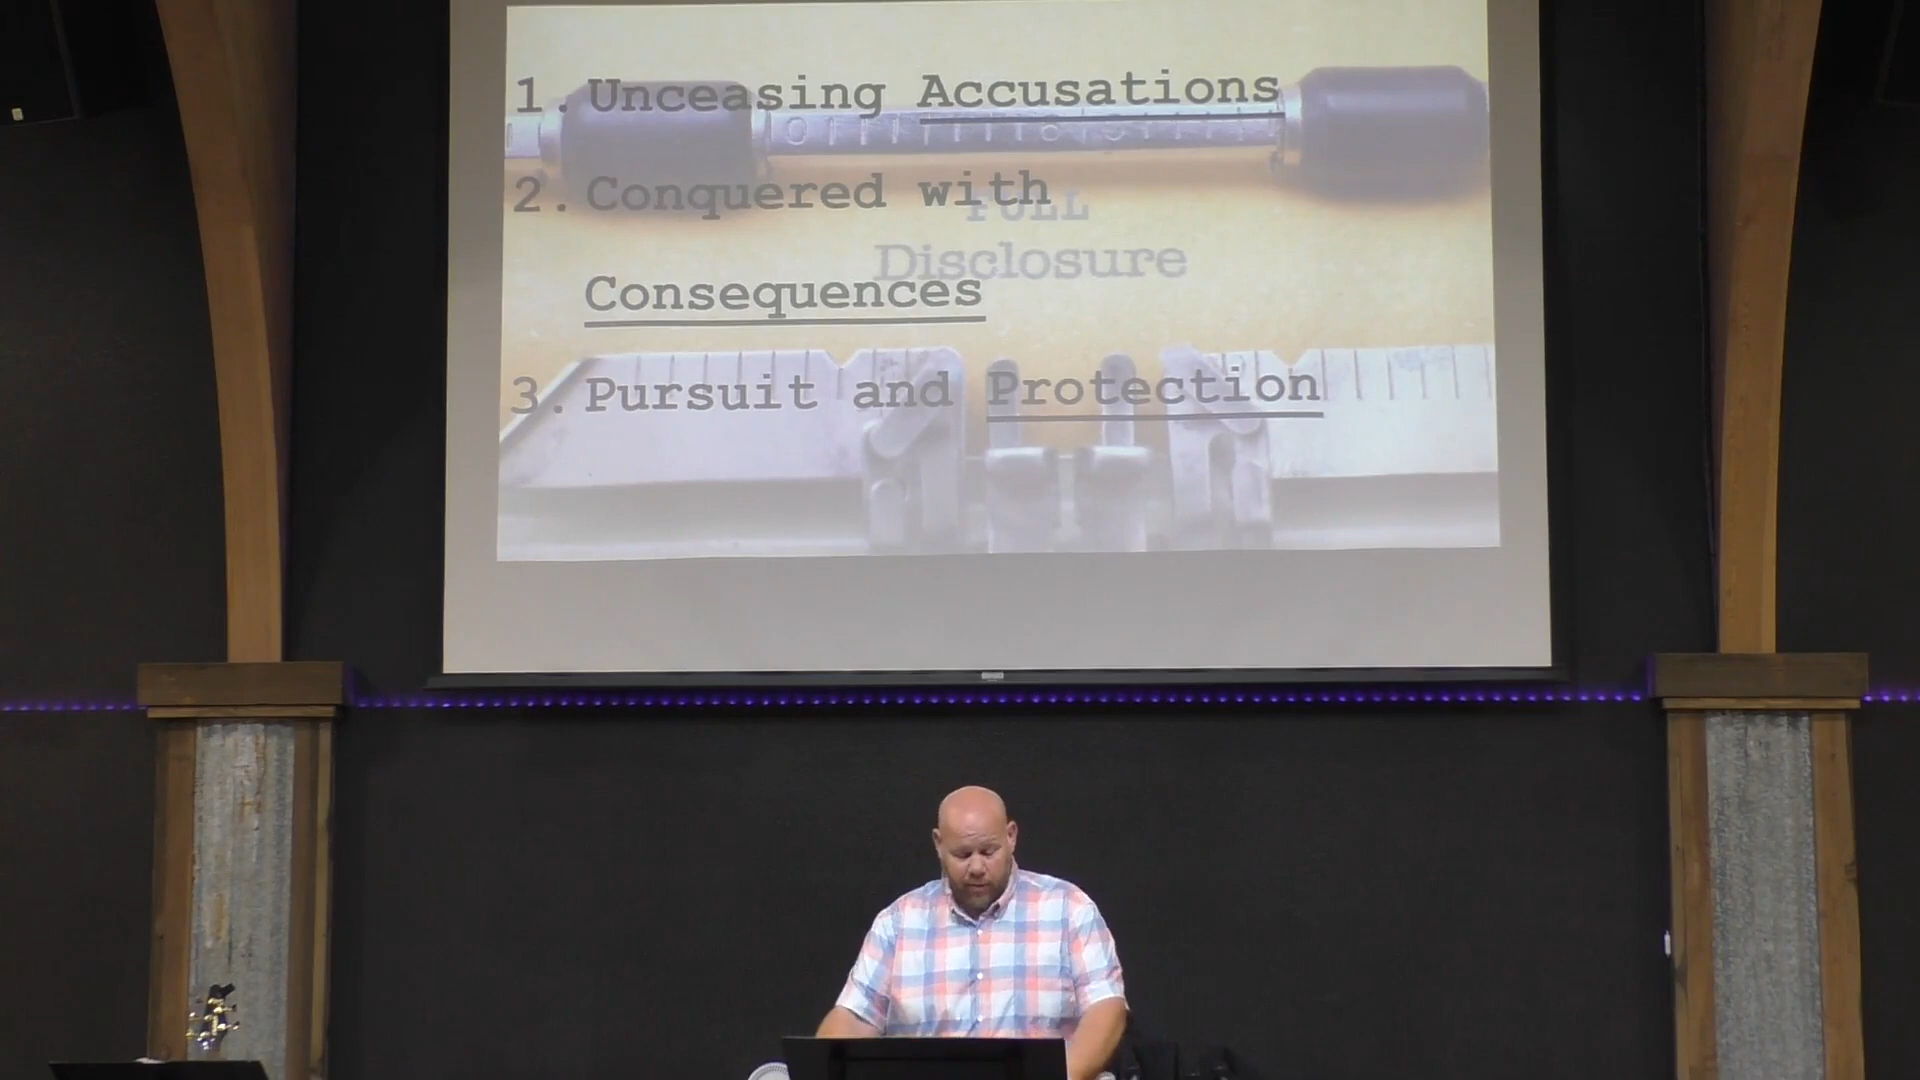 1. Unceasing Accusations
2. Conquered with
FULL
Disclosure
Consequences
3. Pursuit and Protection